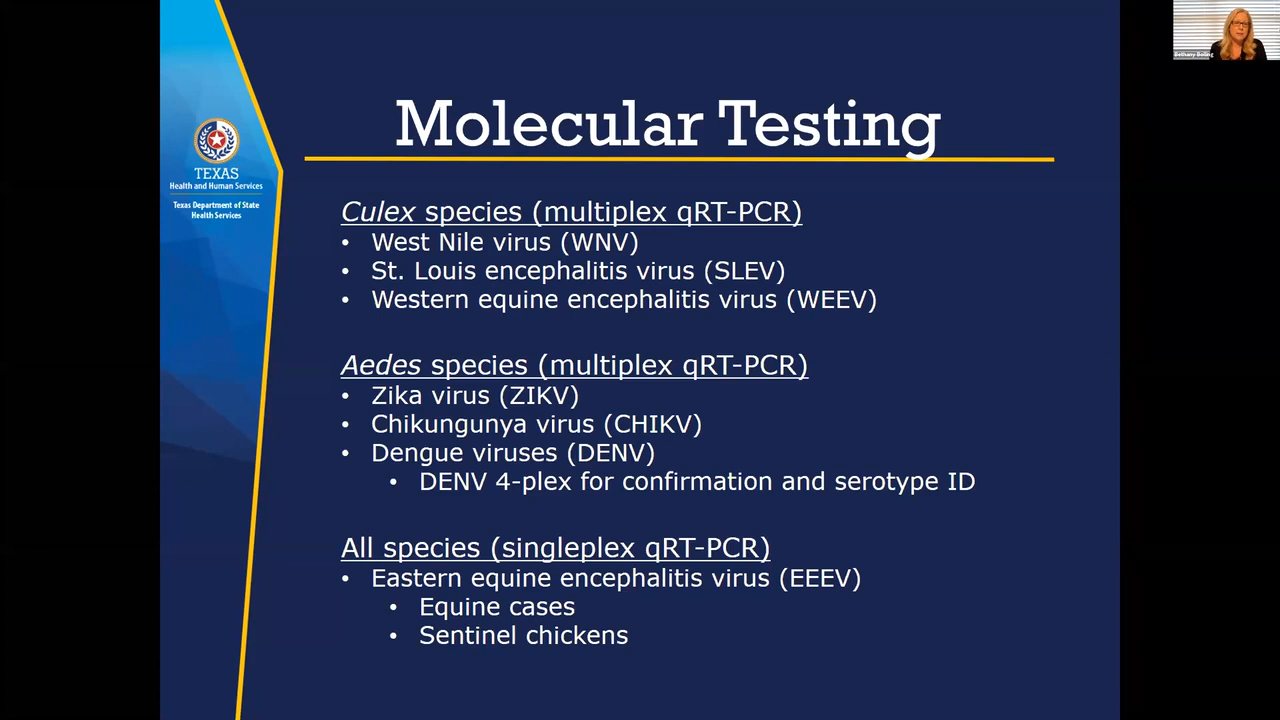 Molecular Testing
TEXAS
Health and Human Services
Texas Department of State
Health Services
Culex species (multiplex qRT-PCR)
• West Nile virus (WNV)
• St. Louis encephalitis virus (SLEV)
• Western equine encephalitis virus (WEEV)
Aedes species (multiplex qRT-PCR)
• Zika virus (ZIKV)
• Chikungunya virus (CHIKV)
• Dengue viruses (DENV)
• DENV 4-plex for confirmation and serotype ID
All species (singleplex qRT-PCR)
• Eastern equine encephalitis virus (EEEV)
• Equine cases
• Sentinel chickens
Bethany Bolling